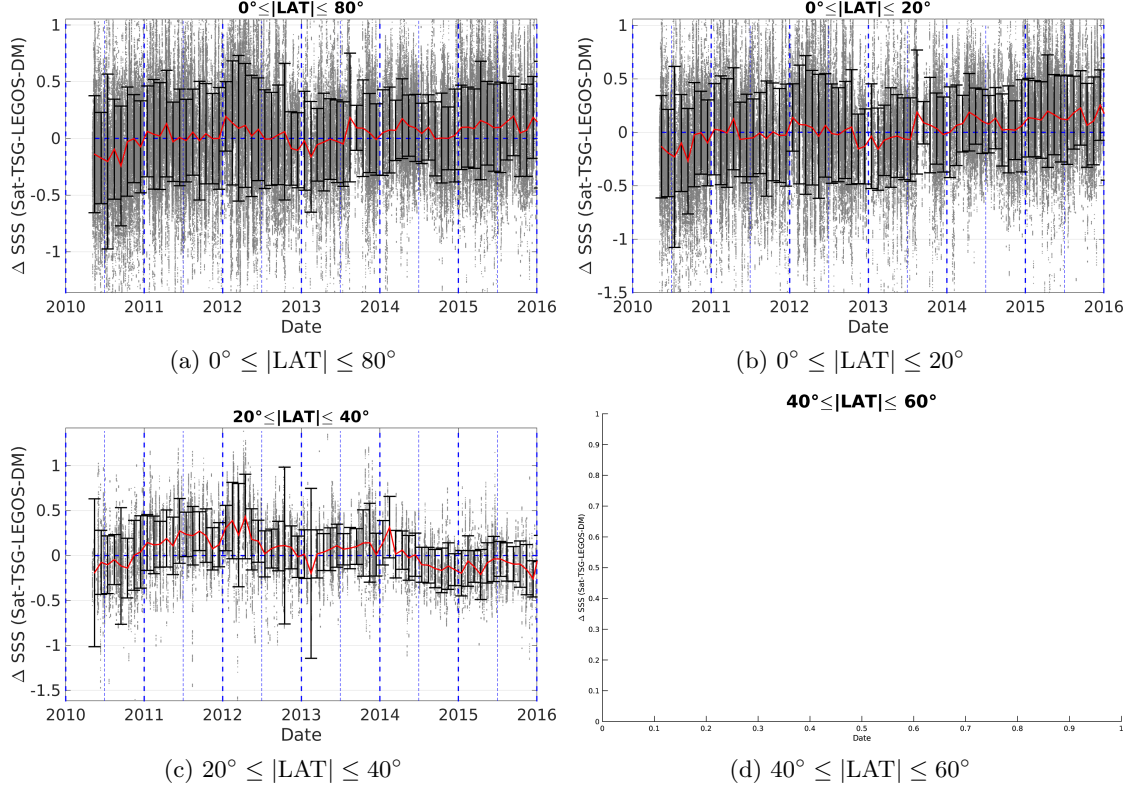 0°≤|LAT|≤ 80°
Δ SSS (Sat-TSG-LEGOS-DM)
1
0.5
0
-0.5
-1
2010 2011 2012 2013 2014 2015 2016
Date
(a) 0° ≤ |LAT| ≤ 80°
0°≤|LAT|≤ 20°
Δ SSS (Sat-TSG-LEGOS-DM)
1
0.5
0
-0.5
-1
-1.5
2010 2011 2012 2013 2014 2015 2016
Date
(b) 0° ≤ |LAT| ≤ 20°
20°≤|LAT|≤ 40°
Δ SSS (Sat-TSG-LEGOS-DM)
1
0.5
0
-0.5
-1
-1.5
2010 2011 2012 2013 2014 2015 2016
Date
(c) 20° ≤ |LAT| ≤ 40°
40°≤|LAT|≤ 60°
Δ SSS (Sat-TSG-LEGOS-DM)
1
0.9
0.8
0.7
0.6
0.5
0.4
0.3
0.2
0.1
0
0 0.1 0.2 0.3 0.4 0.5 0.6 0.7 0.8 0.9 1
Date
(d) 40° ≤ |LAT| ≤ 60°